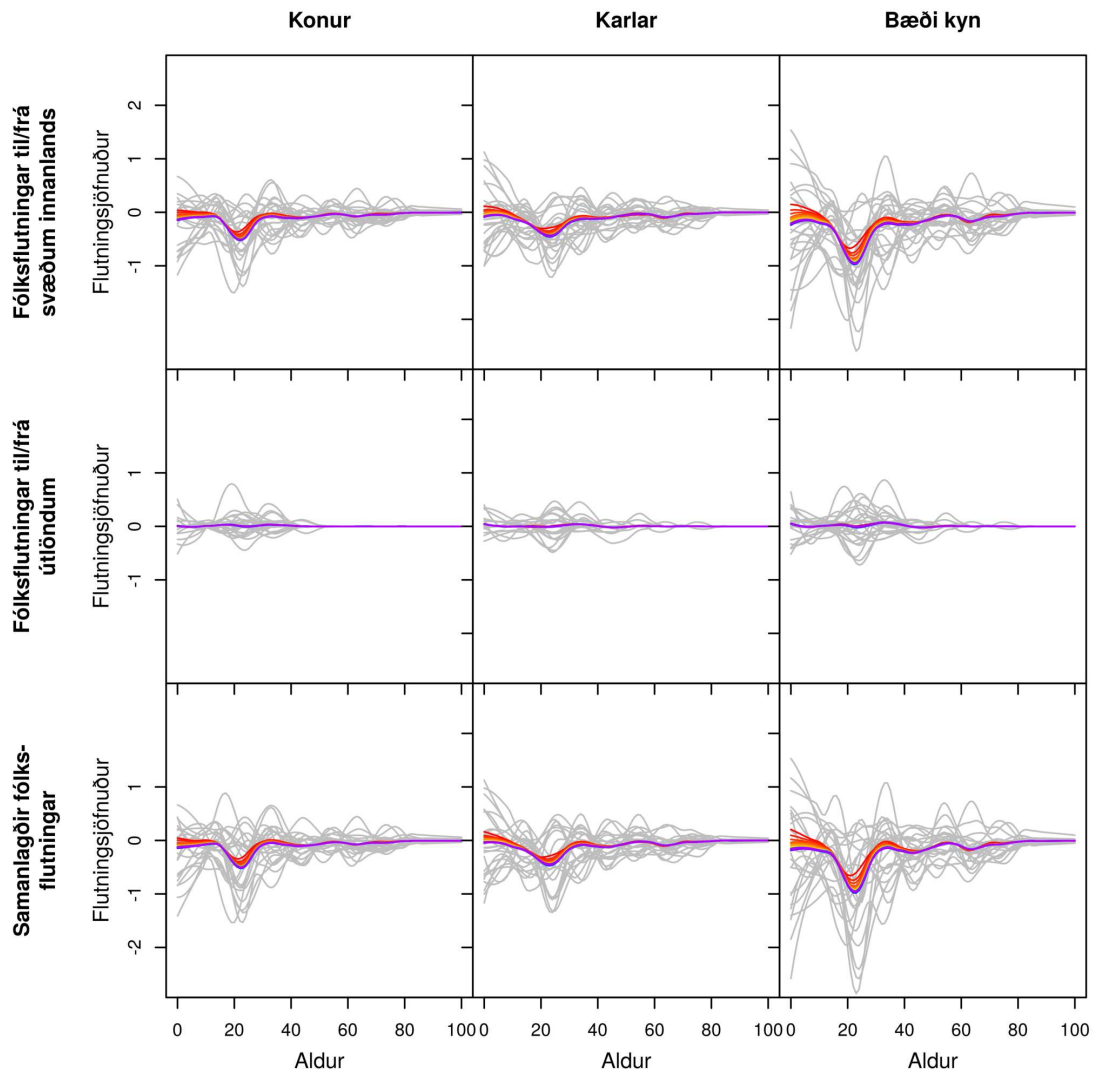 Konur
Karlar
Bæði kyn
Fólksflutningar til/frá
svæðum innanlands
Flutningsjöfnuður
2
1
0
-1
Fólksflutningar til/frá
útlöndum
Flutningsjöfnuður
1
0
-1
Samanlagðir fólks-
flutningar
Flutningsjöfnuður
1
0
-1
-2
0 20 40 60 80 100
0 20 40 60 80 100
0 20 40 60 80 100
Aldur
Aldur
Aldur